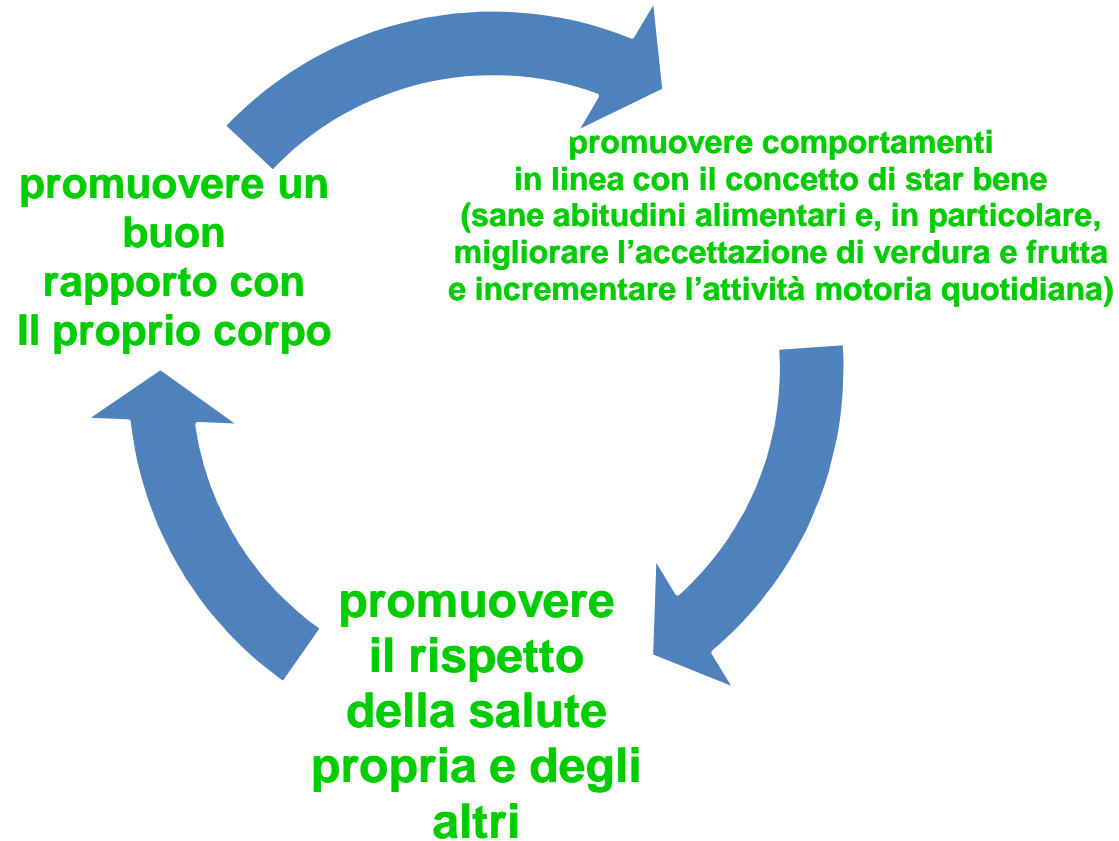 promuovere un
buon
rapporto con
Il proprio corpo
promuovere comportamenti
in linea con il concetto di star bene
(sane abitudini alimentari e, in particolare,
migliorare l’accettazione di verdura e frutta
e incrementare l’attività motoria quotidiana)
promuovere
il rispetto
della salute
propria e degli
altri